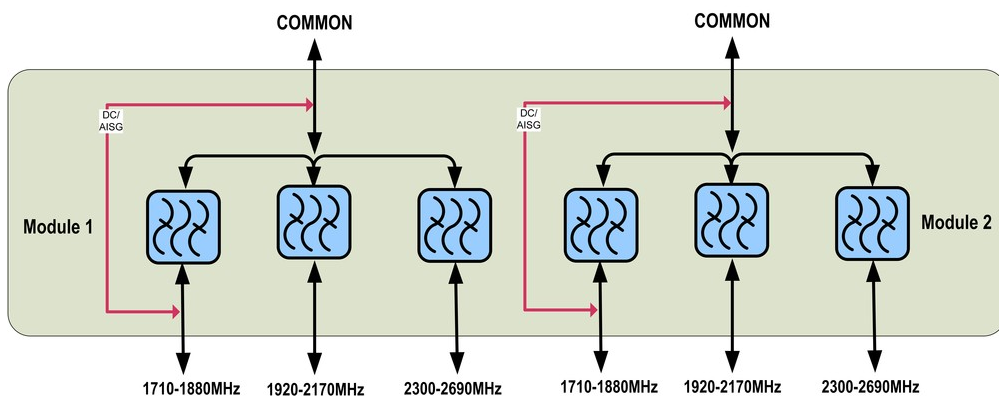 COMMON
COMMON
DC/
AISG
DC/
AISG
Module 1
Module 2
1710-1880MHz
1920-2170MHz
2300-2690MHz
1710-1880MHz
1920-2170MHz
2300-2690MHz